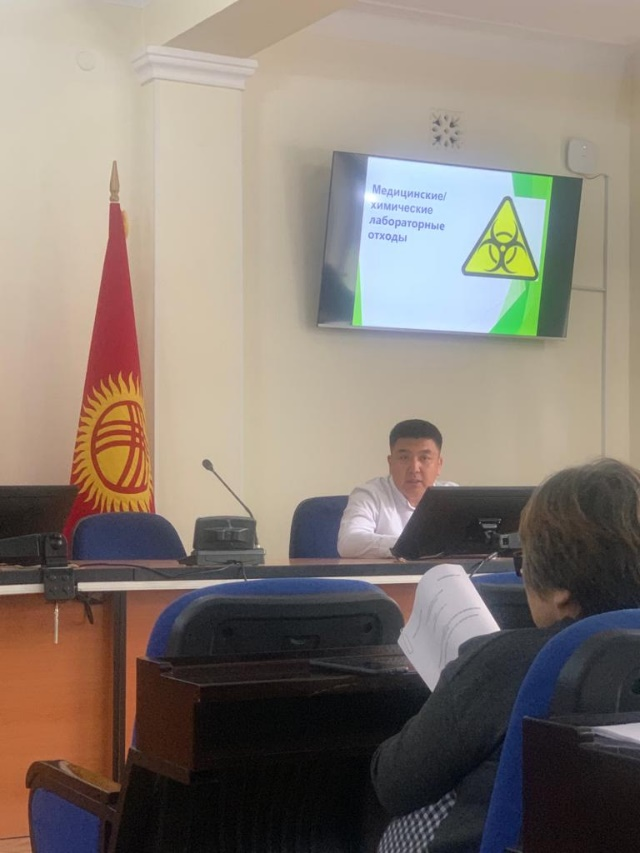 Медицинские/
химические
лабораторные
отходы